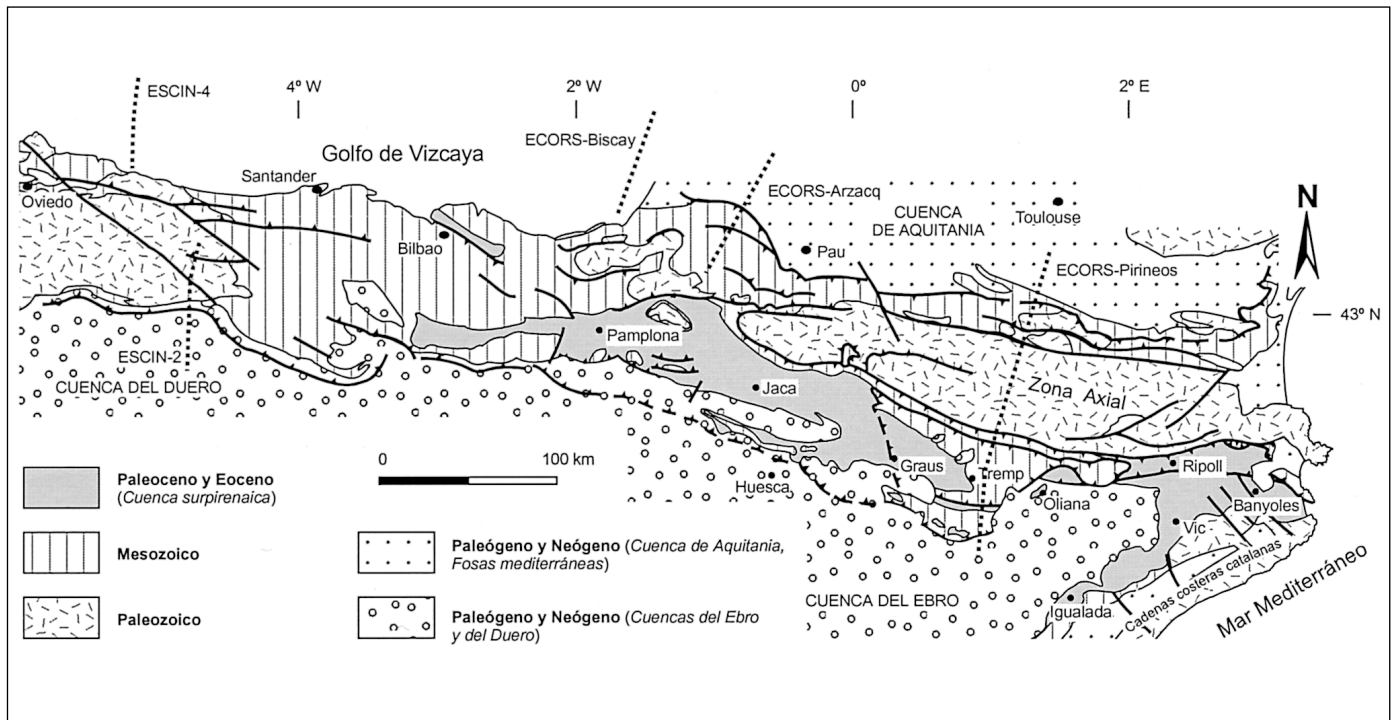 4º W
2º W
0º
2º E
ESCIN-4
ECORS-Biscay
Golfo de Vizcaya
Santander
ECORS-Arzacq
N
Oviedo
CUENCA
DE AQUITANIA
Toulouse
Bilbao
Pau
ECORS-Pirineos
43º N
Pamplona
ESCIN-2
CUENCA DEL DUERO
Jaca
Zona Axial
0
100 km
Graus
Tremp
Ripoll
Huesca
Oliana
Banyoles
Vic
Paleoceno y Eoceno
(Cuenca surpirenaica)
Mesozoico
Paleozoico
Paleógeno y Neógeno (Cuenca de Aquitania,
Fosas mediterráneas)
Paleógeno y Neógeno (Cuencas del Ebro
y del Duero)
CUENCA DEL EBRO
Igualada
Cadenas costeras catalanas
Mar Mediterráneo